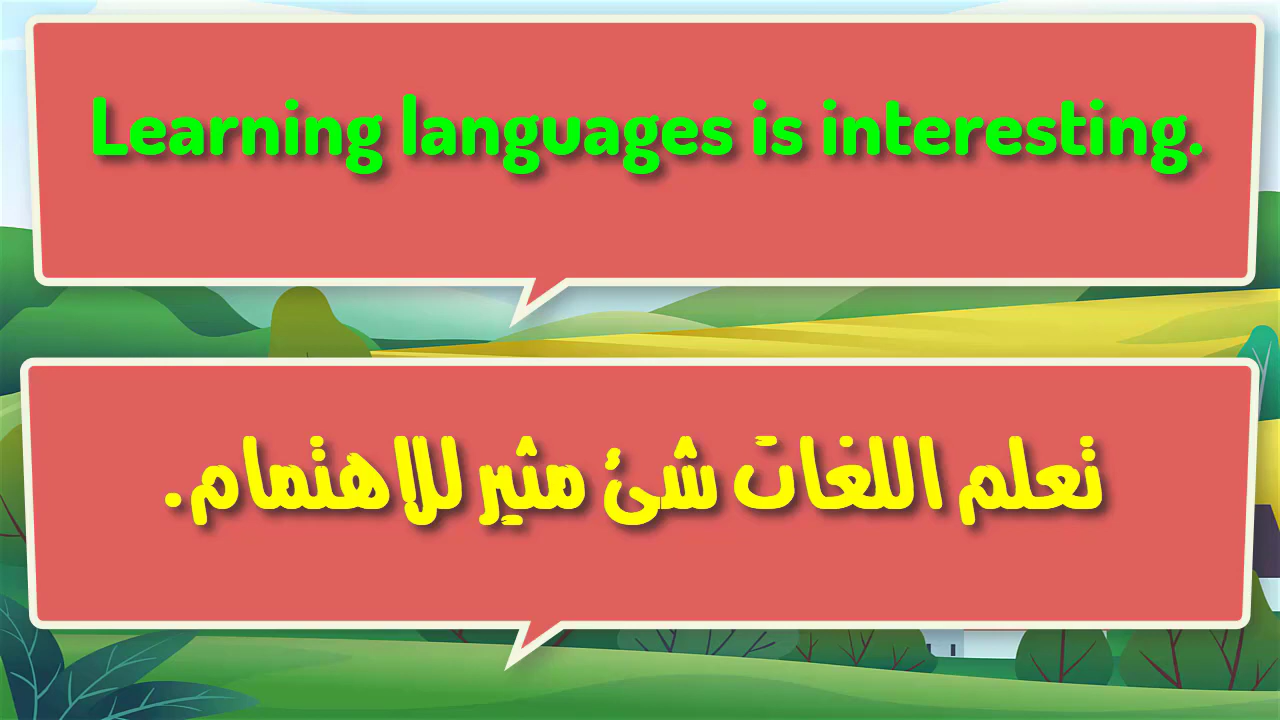 Learning languages is interesting.
تعلم اللغات شئ مثير للاهتمام.